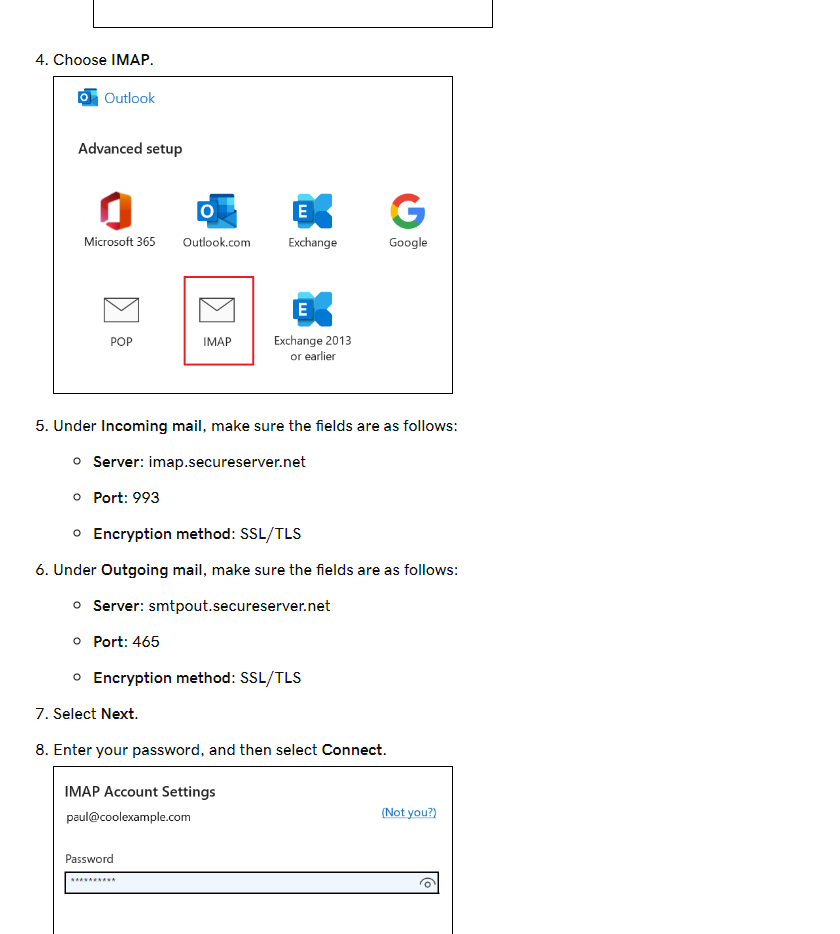 4. Choose IMAP.
Outlook
Advanced setup
Microsoft 365 Outlook.com Exchange Google
POP IMAP Exchange 2013
or earlier
5. Under Incoming mail, make sure the fields are as follows:
Server: imap.secureserver.net
Port: 993
Encryption method: SSL/TLS
6. Under Outgoing mail, make sure the fields are as follows:
Server: smtpout.secureserver.net
Port: 465
Encryption method: SSL/TLS
7. Select Next.
8. Enter your password, and then select Connect.
IMAP Account Settings
paul@coolexample.com (Not you?)
Password
**********